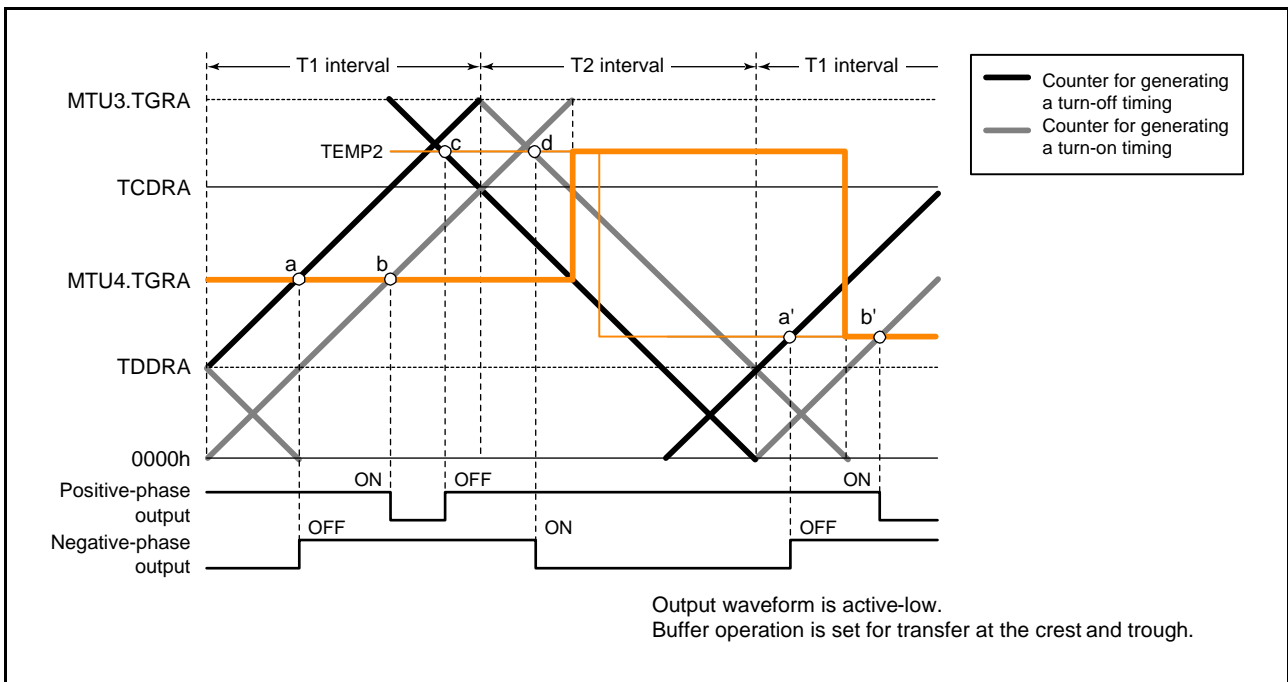 T1 interval
T2 interval
T1 interval
Counter for generating
a turn-off timing
Counter for generating
a turn-on timing
MTU3.TGRA
TEMP2
c
d
TCDRA
MTU4.TGRA
a
b
a'
b'
TDDRA
0000h
ON
OFF
ON
Positive-phase
output
OFF
ON
OFF
Negative-phase
output
Output waveform is active-low.
Buffer operation is set for transfer at the crest and trough.